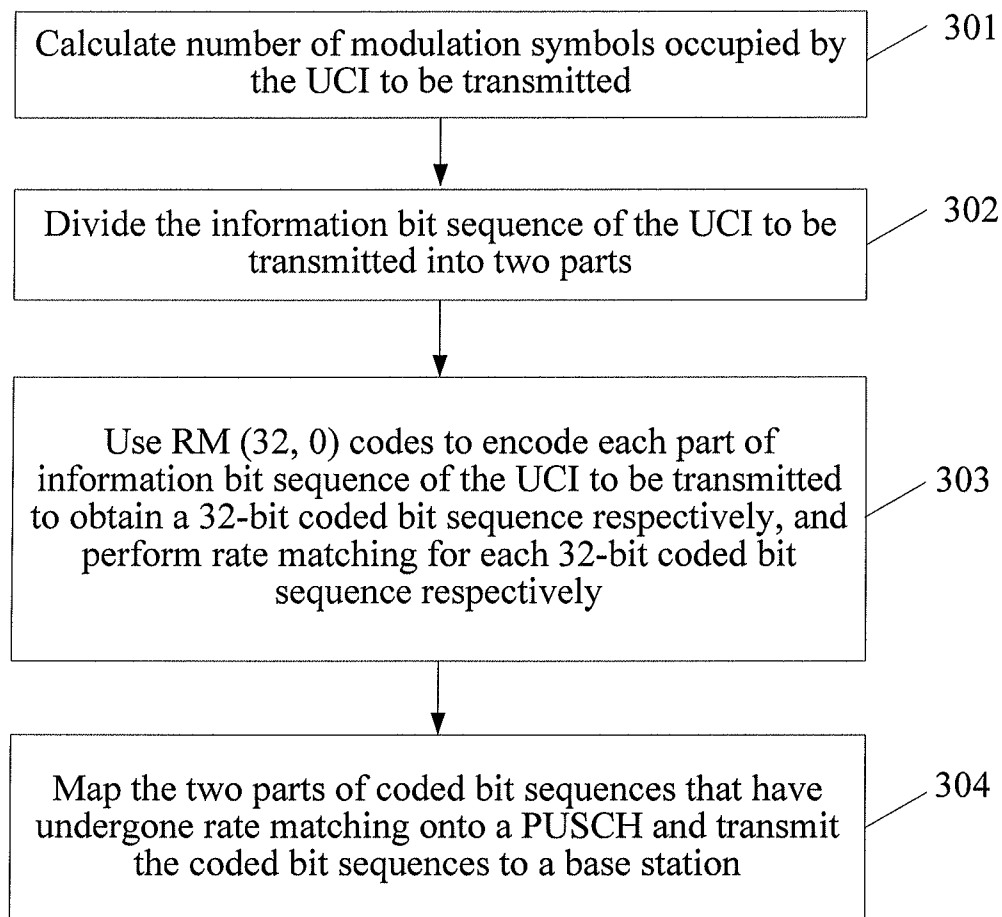 Calculate number of modulation symbols occupied by
the UCI to be transmitted
301
Divide the information bit sequence of the UCI to be
transmitted into two parts
302
Use RM (32, 0) codes to encode each part of
information bit sequence of the UCI to be transmitted
to obtain a 32-bit coded bit sequence respectively, and
perform rate matching for each 32-bit coded bit
sequence respectively
303
Map the two parts of coded bit sequences that have
undergone rate matching onto a PUSCH and transmit
the coded bit sequences to a base station
304